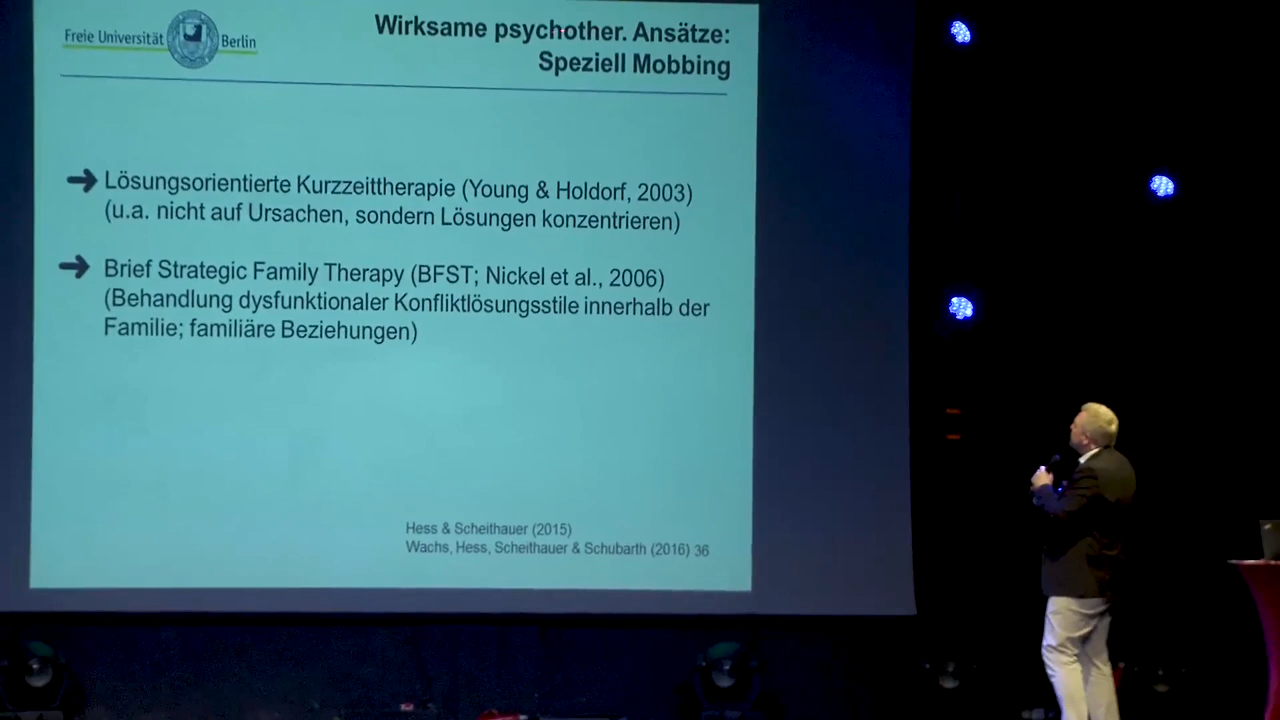 Freie Universität Berlin
Wirksame psychother. Ansätze:
Speziell Mobbing
Lösungsorientierte Kurzzeittherapie (Young & Holdorf, 2003)
(u.a. nicht auf Ursachen, sondern Lösungen konzentrieren)
Brief Strategic Family Therapy (BFST; Nickel et al., 2006)
(Behandlung dysfunktionaler Konfliktlösungsstile innerhalb der
Familie; familiäre Beziehungen)
Hess & Scheithauer (2015)
Wachs, Hess, Scheithauer & Schubarth (2016) 36